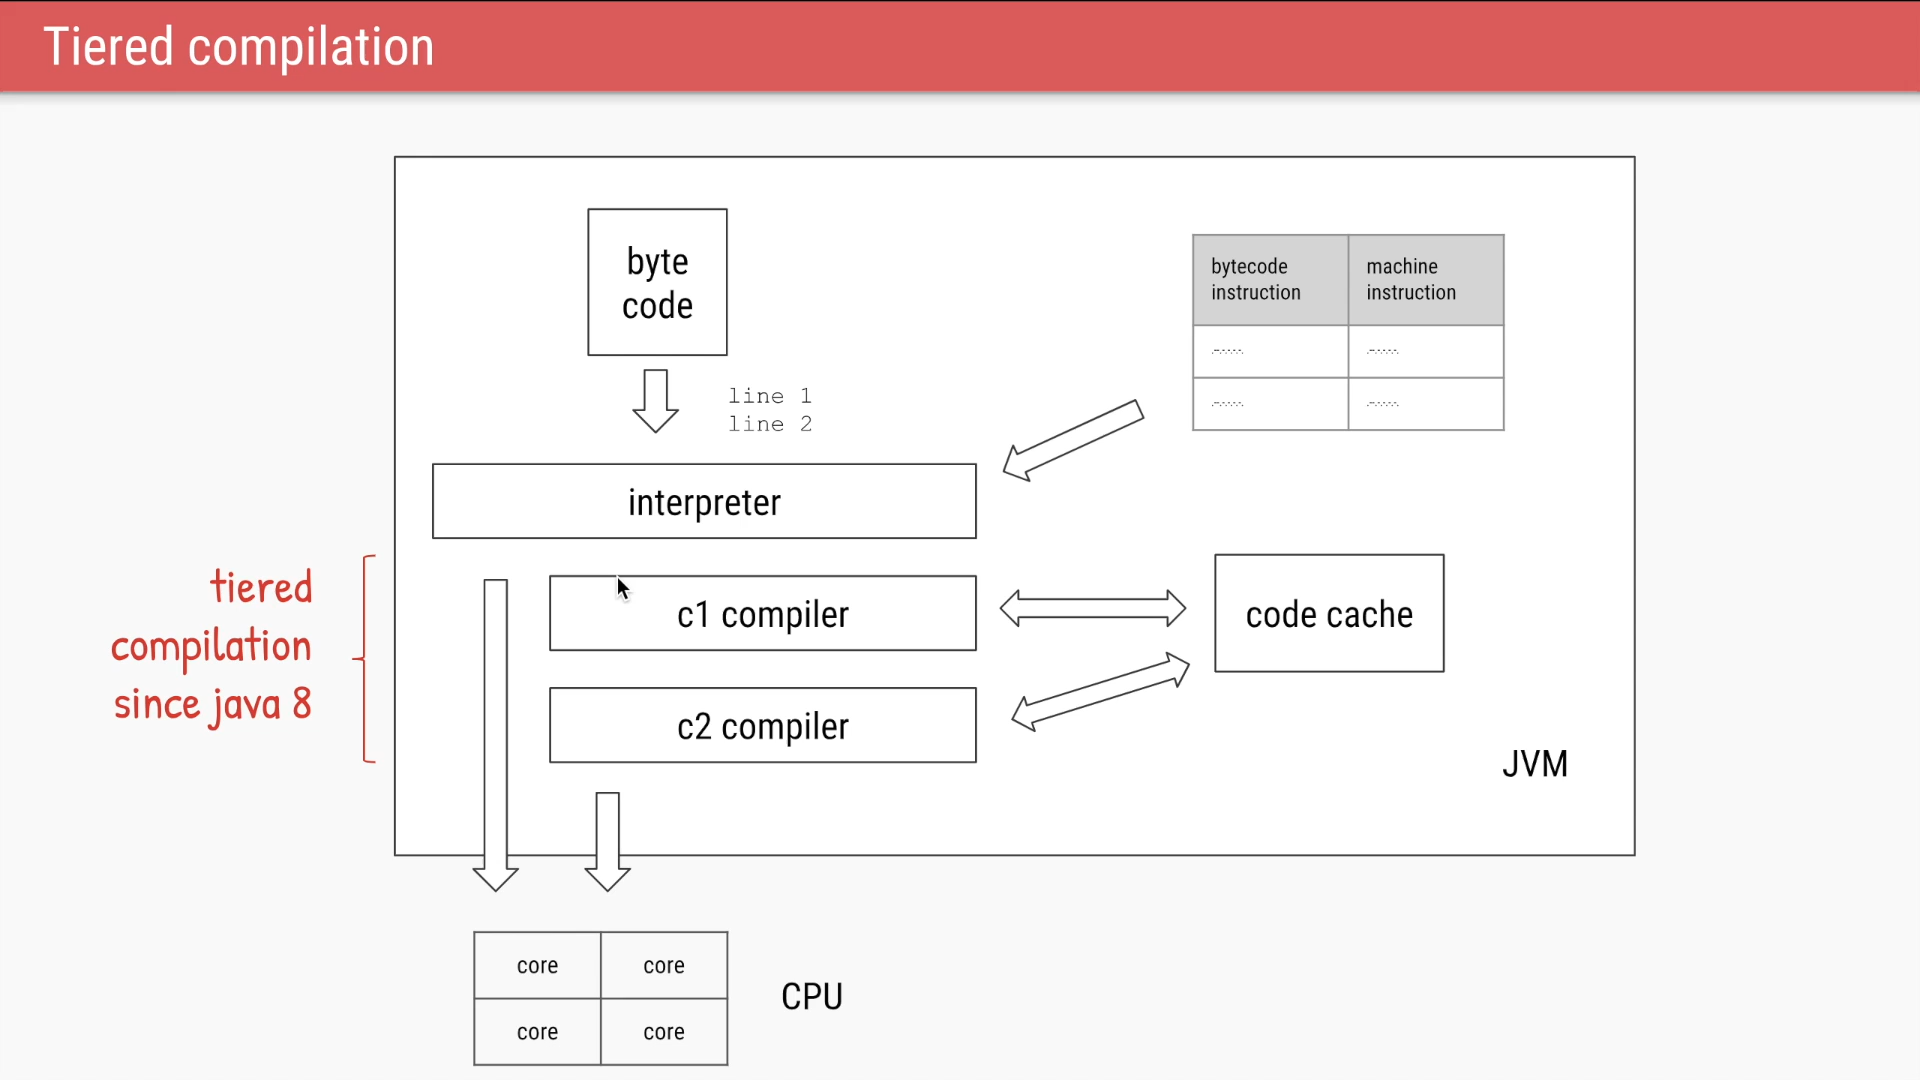 Tiered compilation
byte
code
bytecode
instruction
machine
instruction
line 1
line 2
interpreter
tiered
compilation
since java 8
c1 compiler
code cache
c2 compiler
JVM
core
core
CPU
core
core